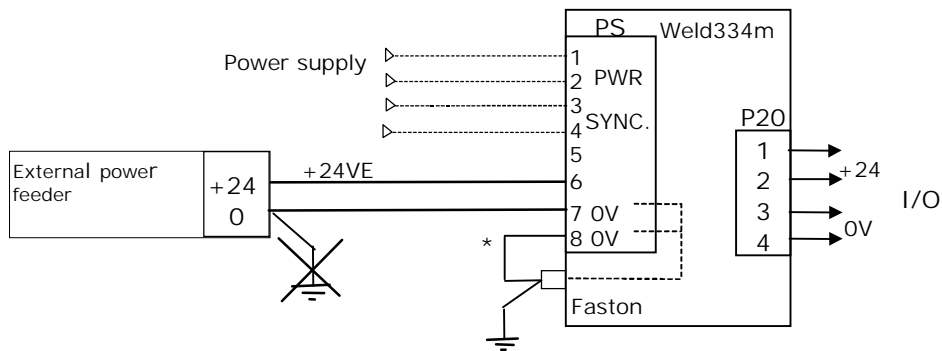 PS
Weld334m
Power supply
1
2 PWR
3
SYNC.
4
5
6
7 0V
8 0V
P20
1
2
3
4
+24
0V
I/O
External power
feeder
+24
0
+24VE
*
Faston